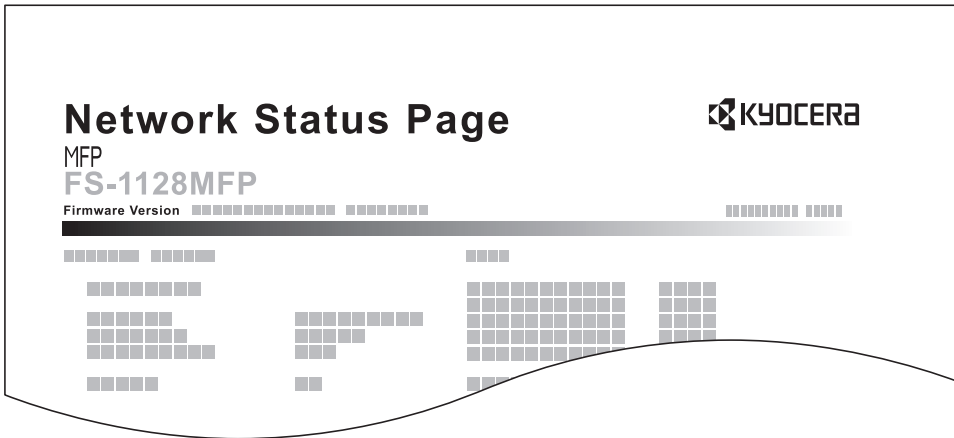 Network Status Page
KYOCERA
MFP
FS-1128MFP
Firmware Version